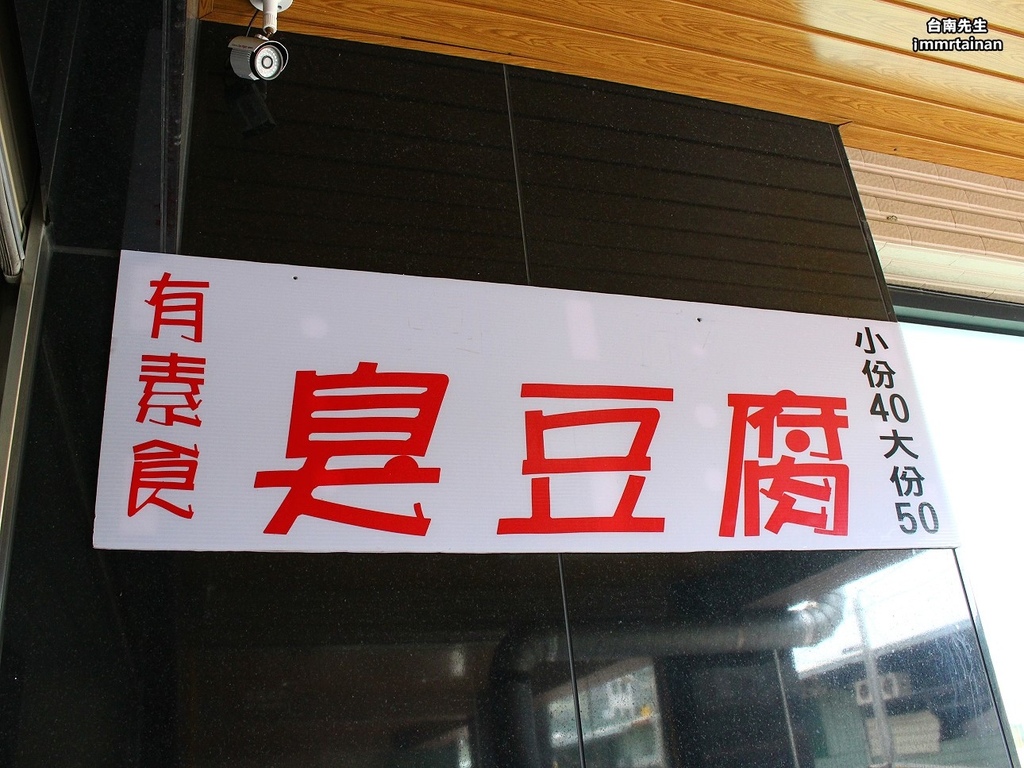 台南先生
immrtainan
有素食
臭豆腐
小份40大份50